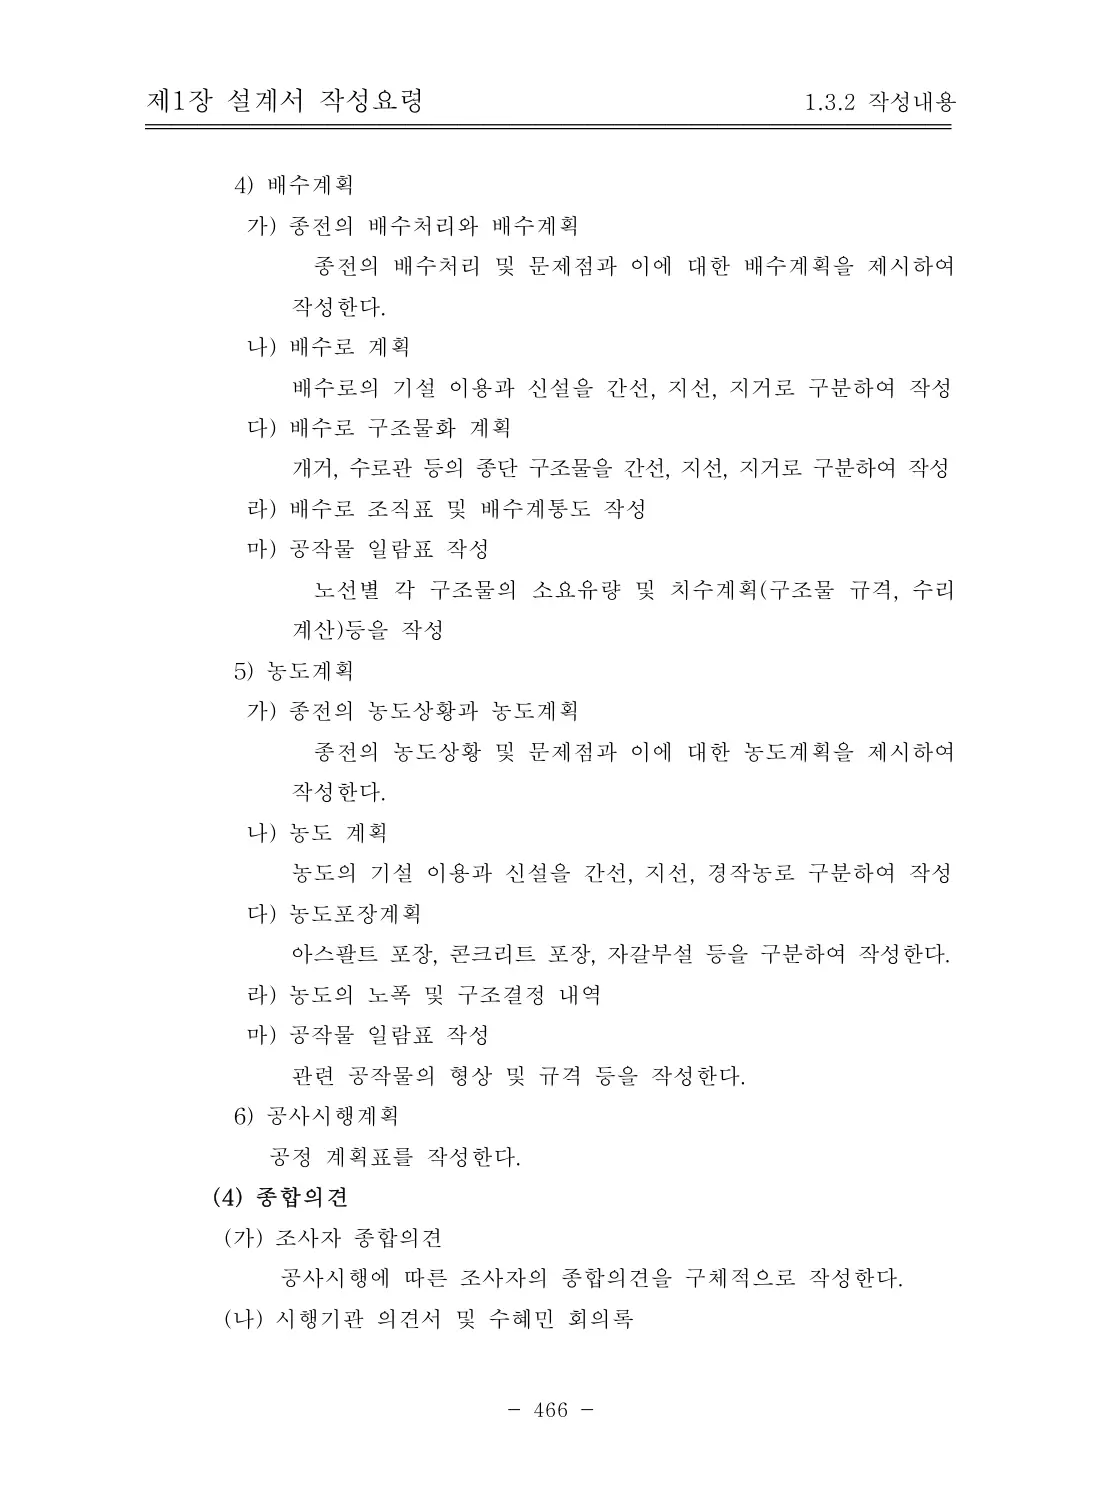 제1장 설계서 작성요령
1.3.2 작성내용
4) 배수계획
가) 종전의 배수처리와 배수계획
종전의 배수처리 및 문제점과 이에 대한 배수계획을 제시하여
작성한다.
나) 배수로 계획
배수로의 기설 이용과 신설을 간선, 지선, 지거로 구분하여 작성
다) 배수로 구조물화 계획
개거, 수로관 등의 종단 구조물을 간선, 지선, 지거로 구분하여 작성
라) 배수로 조직표 및 배수계통도 작성
마) 공작물 일람표 작성
노선별 각 구조물의 소요유량 및 치수계획(구조물 규격, 수리
계산)등을 작성
5) 농도계획
가) 종전의 농도상황과 농도계획
종전의 농도상황 및 문제점과 이에 대한 농도계획을 제시하여
작성한다.
나) 농도 계획
농도의 기설 이용과 신설을 간선, 지선, 경작농로 구분하여 작성
다) 농도포장계획
아스팔트 포장, 콘크리트 포장, 자갈부설 등을 구분하여 작성한다.
라) 농도의 노폭 및 구조결정 내역
마) 공작물 일람표 작성
관련 공작물의 형상 및 규격 등을 작성한다.
6) 공사시행계획
공정 계획표를 작성한다.
(4) 종합의견
(가) 조사자 종합의견
공사시행에 따른 조사자의 종합의견을 구체적으로 작성한다.
(나) 시행기관 의견서 및 수혜민 회의록
- 466 -